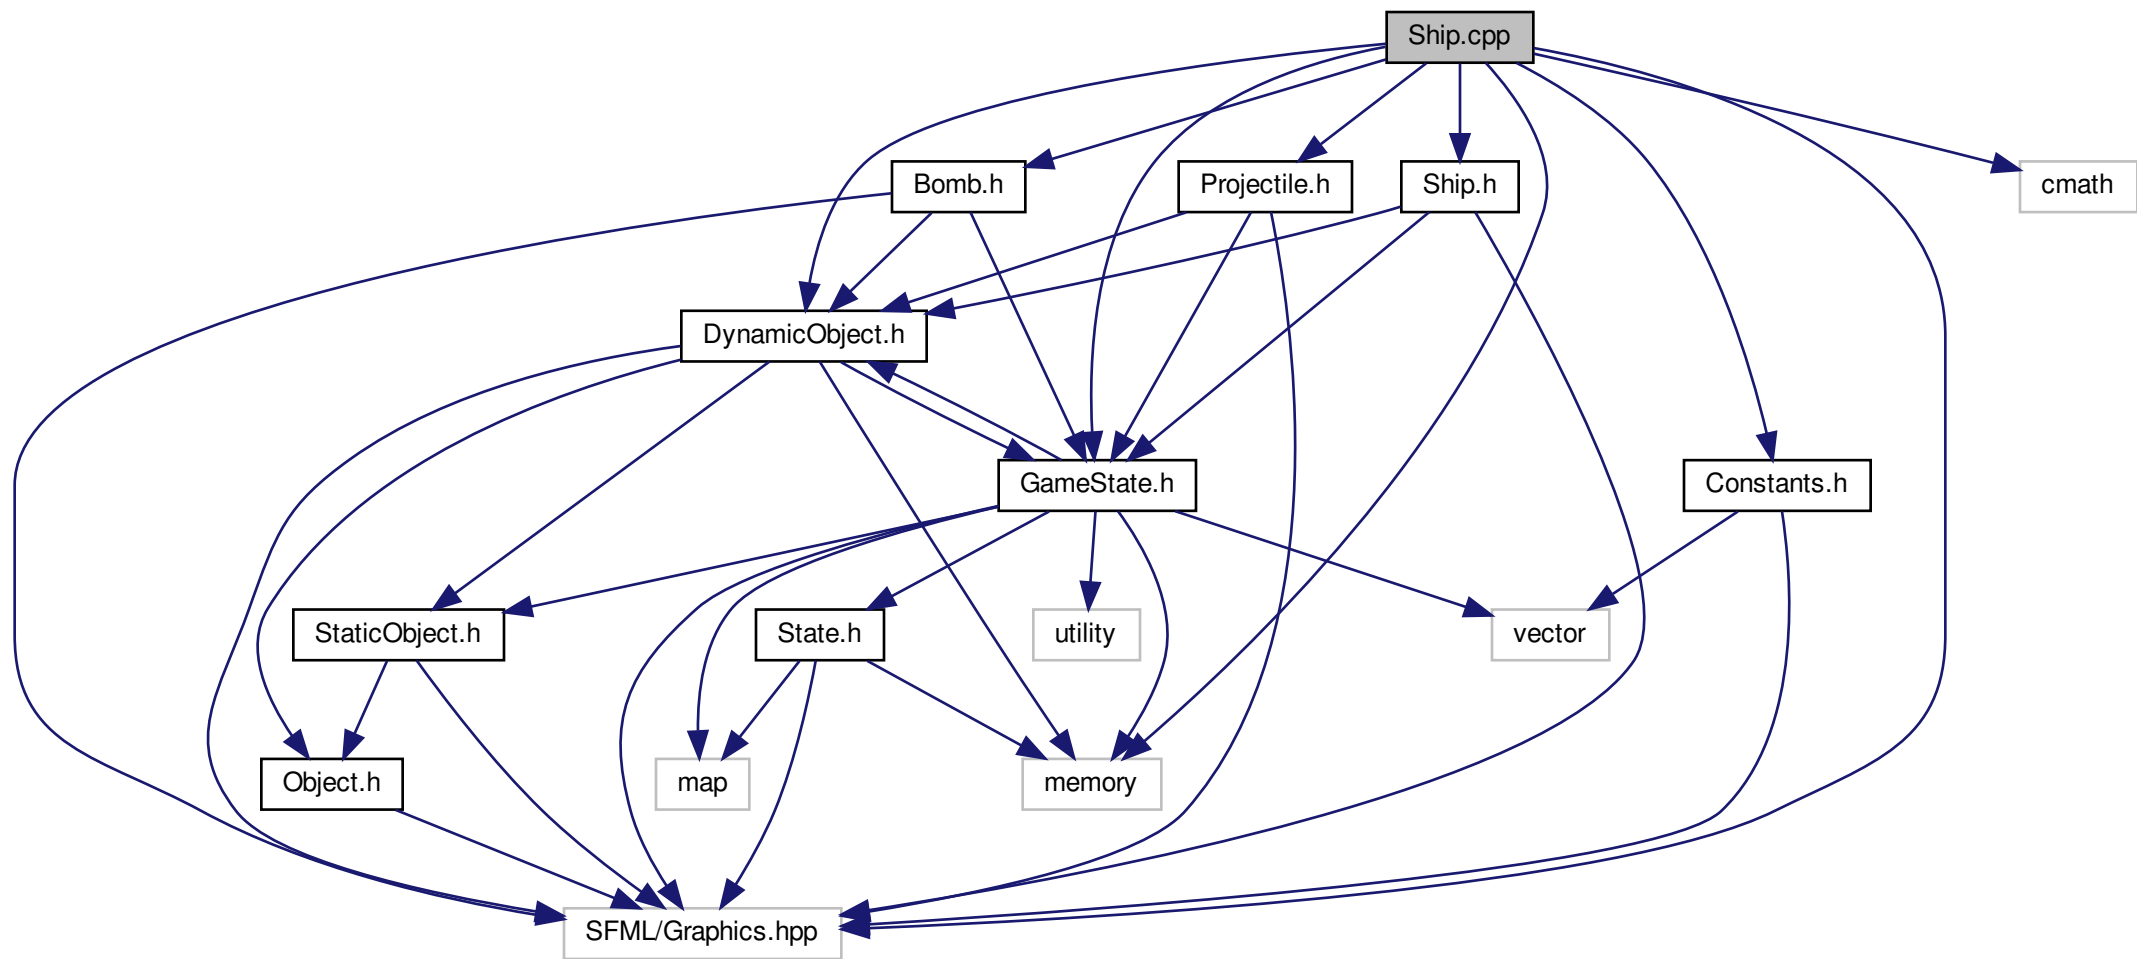 Ship.cpp
Bomb.h
Projectile.h
Ship.h
cmath
DynamicObject.h
GameState.h
Constants.h
StaticObject.h
State.h
utility
vector
Object.h
map
memory
SFML/Graphics.hpp